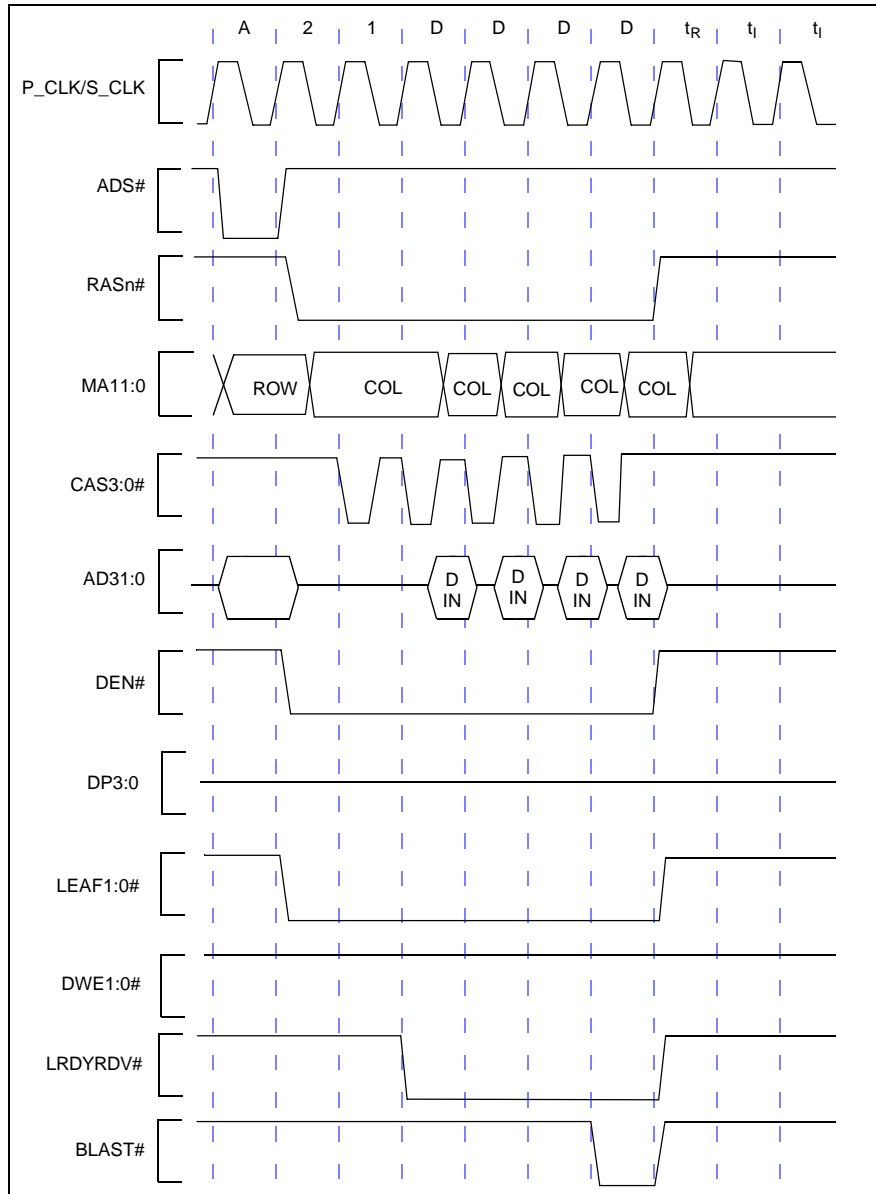 A 2 1 D D D D tR tI tI
P_CLK/S_CLK
ADS#
RASn#
MA11:0
ROW COL COL COL COL COL
CAS3:0#
AD31:0
D D D D
IN IN IN IN
DEN#
DP3:0
LEAF1:0#
DWE1:0#
LRDYRDV#
BLAST#